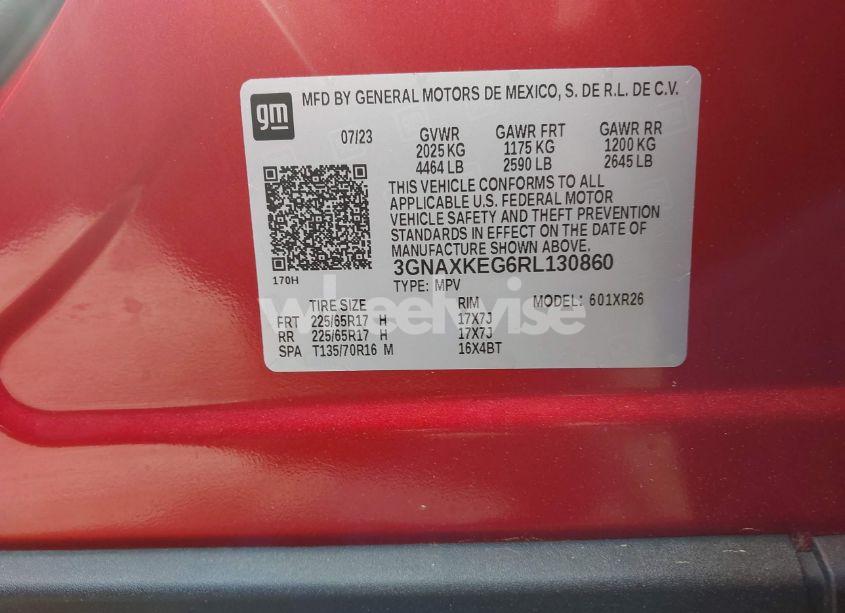 gm
MFD BY GENERAL MOTORS DE MEXICO, S. DE R.L. DE C.V.
07/23 GVWR GAWR FRT GAWR RR
2025 KG 1175 KG 1200 KG
4464 LB 2590 LB 2645 LB
THIS VEHICLE CONFORMS TO ALL
APPLICABLE U.S. FEDERAL MOTOR
VEHICLE SAFETY AND THEFT PREVENTION
STANDARDS IN EFFECT ON THE DATE OF
MANUFACTURE SHOWN ABOVE.
170H
3GNAXKEG6RL130860
TYPE: MPV
wheelwise
TIRE SIZE RIM MODEL: 601XR26
FRT 225/65R17 H 17X7J
RR 225/65R17 H 17X7J
SPA T135/70R16 M 16X4BT